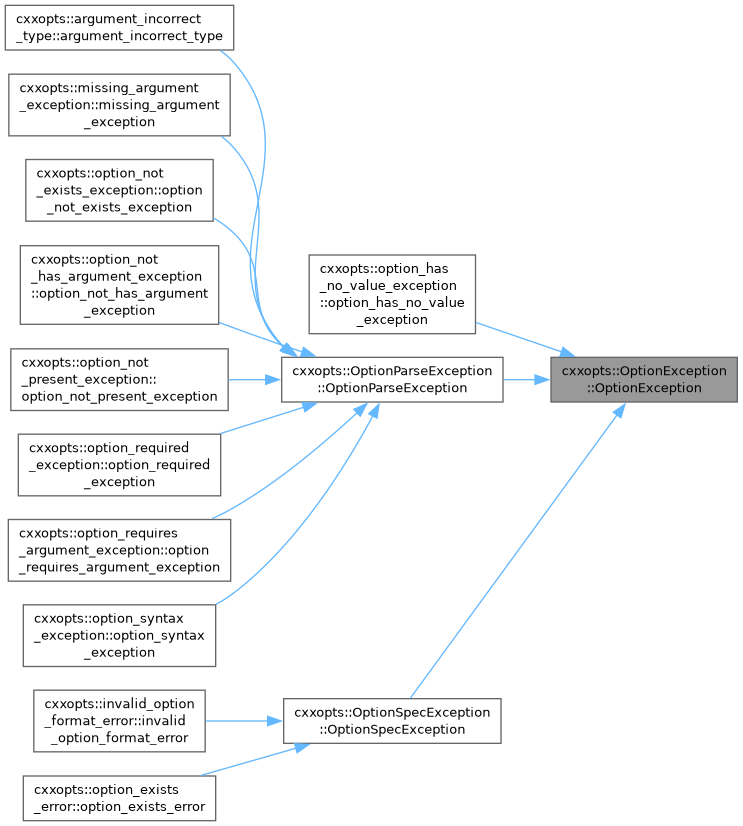 cxxopts::argument_incorrect
_type::argument_incorrect_type
cxxopts::missing_argument
_exception::missing_argument
_exception
cxxopts::option_not
_exists_exception::option
_not_exists_exception
cxxopts::option_not
_has_argument_exception
::option_not_has_argument
_exception
cxxopts::option_has
_no_value_exception
::option_has_no_value
_exception
cxxopts::option_not
_present_exception::
option_not_present_exception
cxxopts::OptionParseException
::OptionParseException
cxxopts::OptionException
::OptionException
cxxopts::option_required
_exception::option_required
_exception
cxxopts::option_requires
_argument_exception::option
_requires_argument_exception
cxxopts::option_syntax
_exception::option_syntax
_exception
cxxopts::invalid_option
_format_error::invalid
_option_format_error
cxxopts::OptionSpecException
::OptionSpecException
cxxopts::option_exists
_error::option_exists_error